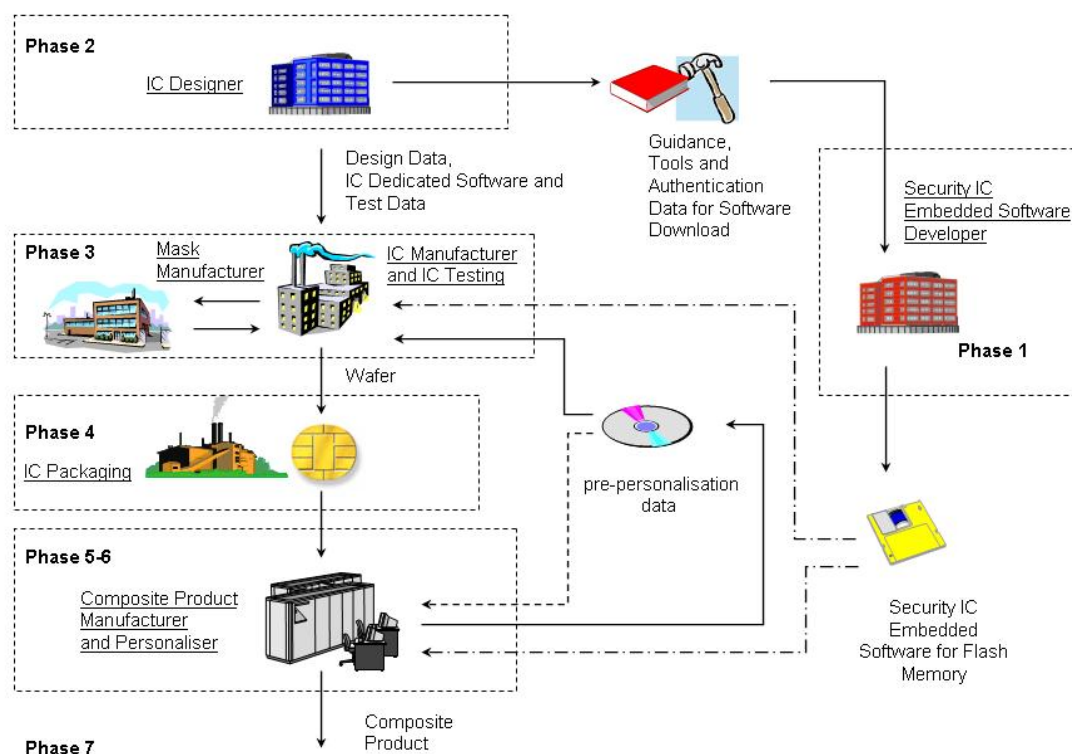 Phase 2
IC Designer
Guidance,
Tools and
Authentication
Data for Software
Download
Design Data,
IC Dedicated Software and
Test Data
Security IC
Embedded Software
Developer
Phase 1
Phase 3
Mask
Manufacturer
IC Manufacturer
and IC Testing
Wafer
Phase 4
IC Packaging
pre-personalisation
data
Phase 5-6
Composite Product
Manufacturer
and Personaliser
Security IC
Embedded
Software for Flash
Memory
Composite
Product
Phase 7